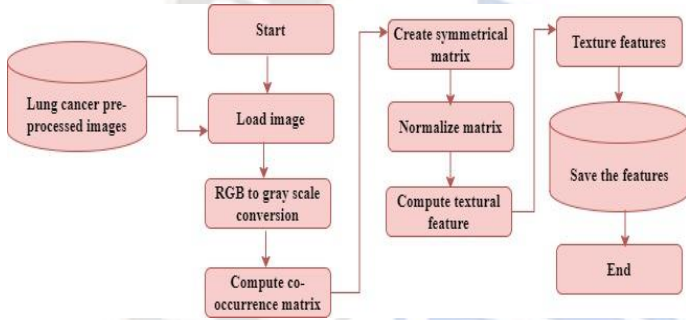 Start
Lung cancer pre-
processed images
Load image
RGB to gray scale
conversion
Compute co-
occurrence matrix
Create symmetrical
matrix
Normalize matrix
Compute textural
feature
Texture features
Save the features
End